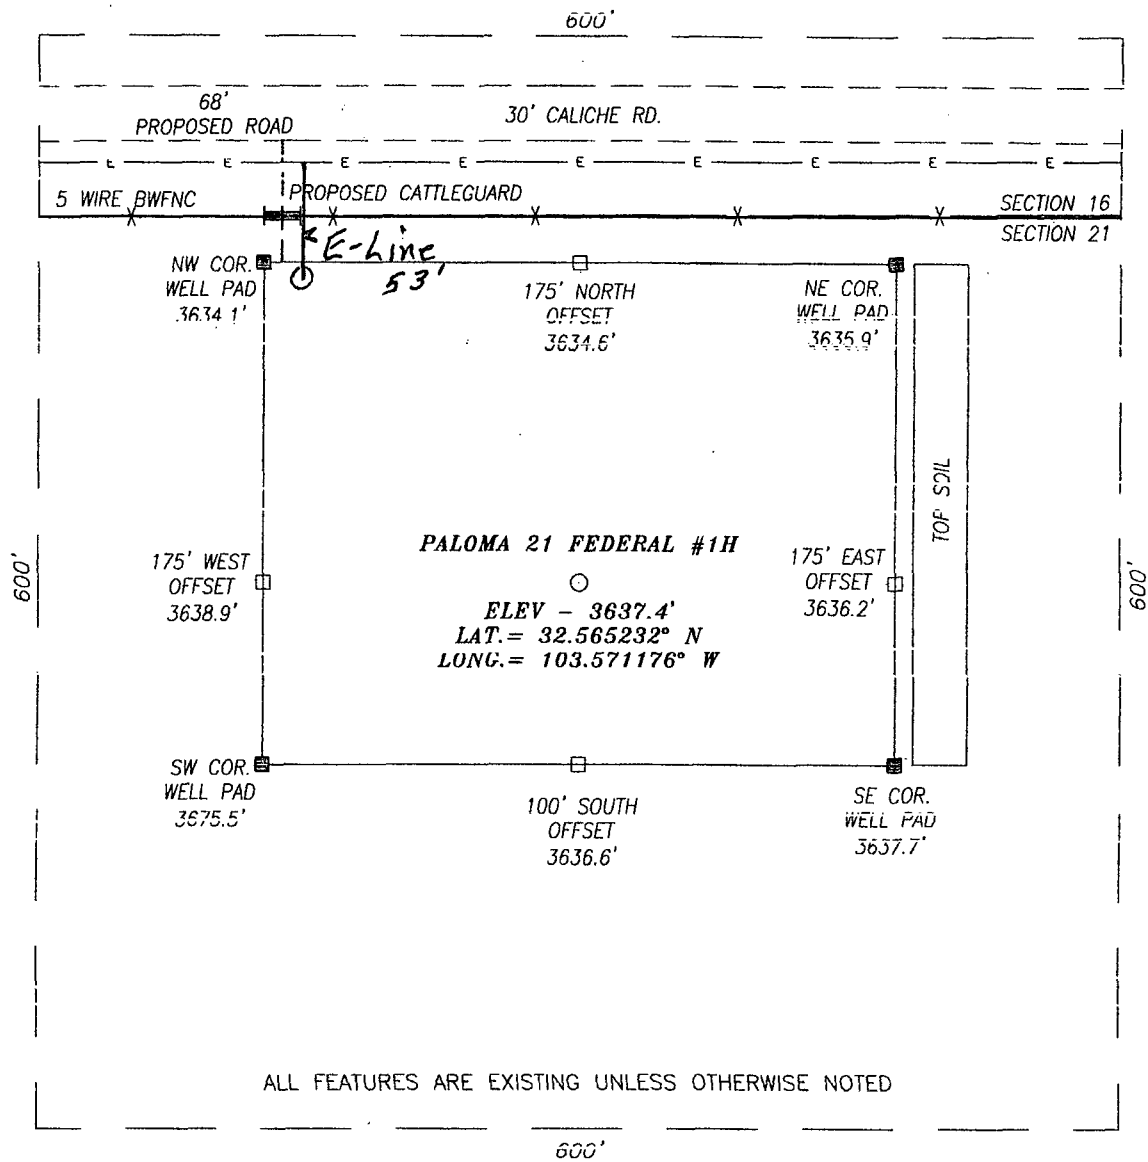 600'
68'
PROPOSED ROAD
30' CALICHE RD.
E E E E E E E E E
5 WIRE BWFNC
PROPOSED CATTLEGUARD
SECTION 16
SECTION 21
E-Line
53'
NW COR.
WELL PAD
3634.1'
175' NORTH
OFFSET
3634.6'
NE COR.
WELL PAD
3635.9'
TOP SOIL
600'
175' WEST
OFFSET
3638.9'
PALOMA 21 FEDERAL #1H
ELEV - 3637.4'
LAT.= 32.565232° N
LONG.= 103.571176° W
175' EAST
OFFSET
3636.2'
600'
SW COR.
WELL PAD
3675.5'
100' SOUTH
OFFSET
3636.6'
SE COR.
WELL PAD
3637.7'
ALL FEATURES ARE EXISTING UNLESS OTHERWISE NOTED
600'